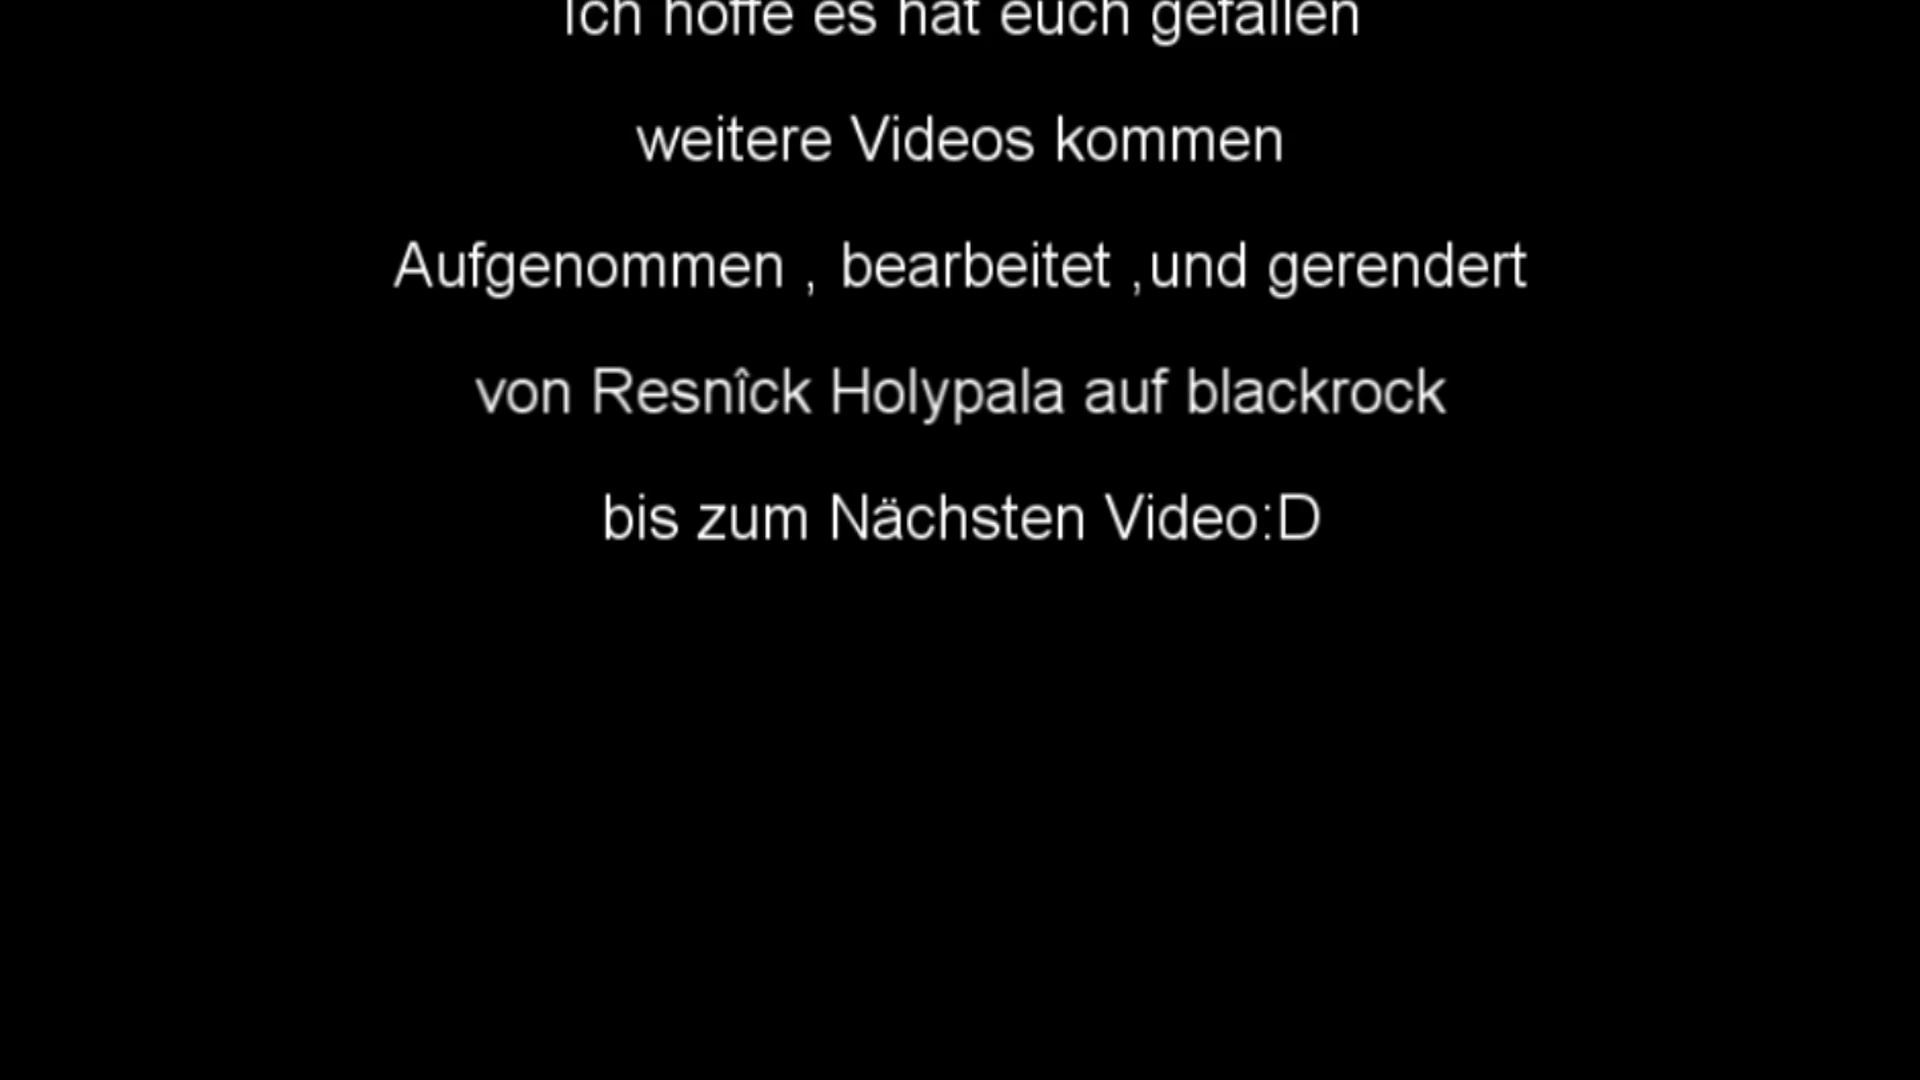 Ich hoffe es hat euch gefallen
weitere Videos kommen
Aufgenommen , bearbeitet ,und gerendert
von Resnîck Holypala auf blackrock
bis zum Nächsten Video:D